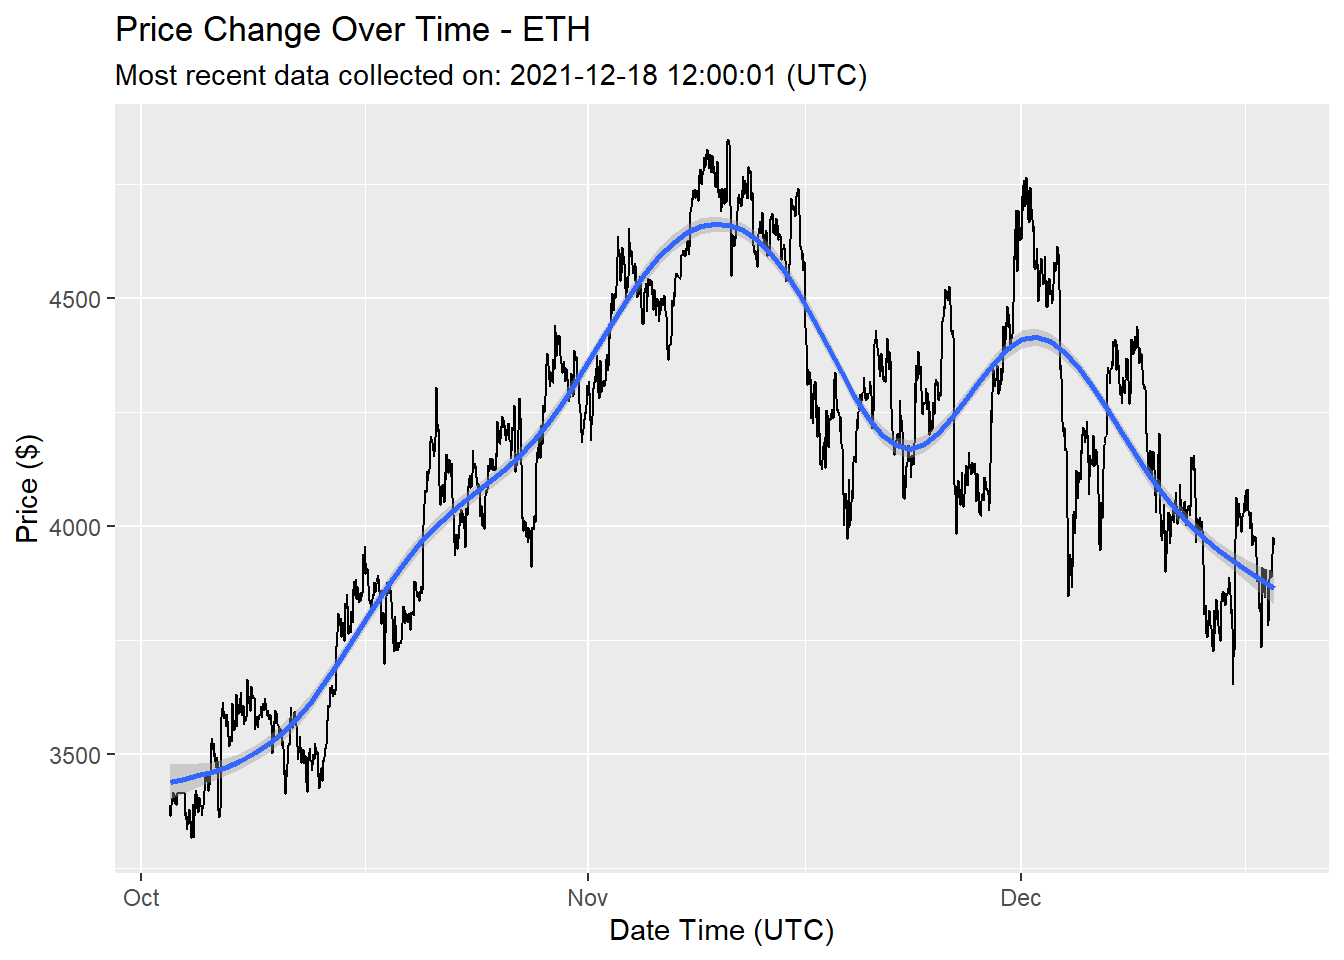 Price Change Over Time - ETH
Most recent data collected on: 2021-12-18 12:00:01 (UTC)
Price ($)
4500
4000
3500
Oct Nov Dec
Date Time (UTC)